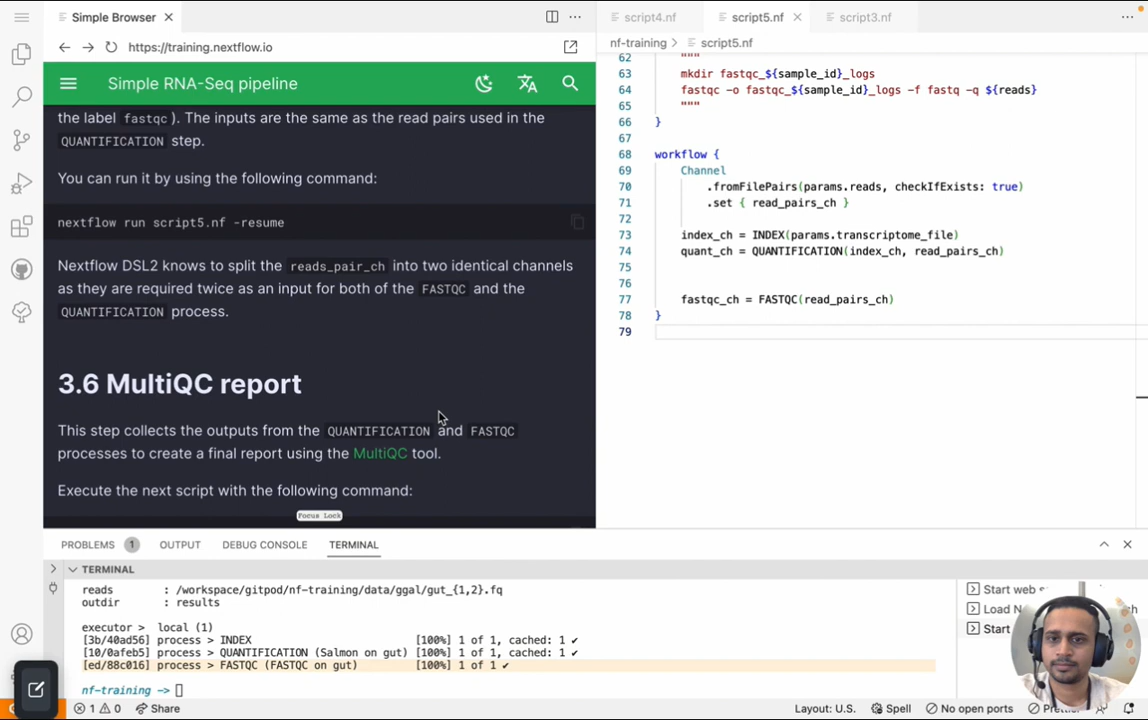 Simple Browser
script4.nf
script5.nf
script3.nf
https://training.nextflow.io
nf-training
script5.nf
Simple RNA-Seq pipeline
the label fastqc ). The inputs are the same as the read pairs used in the
QUANTIFICATION step.
You can run it by using the following command:
nextflow run script5.nf -resume
Nextflow DSL2 knows to split the reads_pair_ch into two identical channels
as they are required twice as an input for both of the FASTQC and the
QUANTIFICATION process.
3.6 MultiQC report
This step collects the outputs from the QUANTIFICATION and FASTQC
processes to create a final report using the MultiQC tool.
Execute the next script with the following command:
Focus Lock
62 """
63 mkdir fastqc_${sample_id}_logs
64 fastqc -o fastqc_${sample_id}_logs -f fastq -q ${reads}
65 """
66 }
67
68 workflow {
69 Channel
70 .fromFilePairs(params.reads, checkIfExists: true)
71 .set { read_pairs_ch }
72
73 index_ch = INDEX(params.transcriptome_file)
74 quant_ch = QUANTIFICATION(index_ch, read_pairs_ch)
75
76
77 fastqc_ch = FASTQC(read_pairs_ch)
78 }
79
PROBLEMS 1 OUTPUT DEBUG CONSOLE TERMINAL
TERMINAL
reads : /workspace/gitpod/nf-training/data/ggal/gut_{1,2}.fq
outdir : results
executor > local (1)
[3b/40ad56] process > INDEX [100%] 1 of 1, cached: 1 ✔
[10/0afeb5] process > QUANTIFICATION (Salmon on gut) [100%] 1 of 1, cached: 1 ✔
[ed/88c016] process > FASTQC (FASTQC on gut) [100%] 1 of 1 ✔
nf-training ->
Start web
Load N
Start
1 0 Share
Layout: U.S.
Spell
No open ports